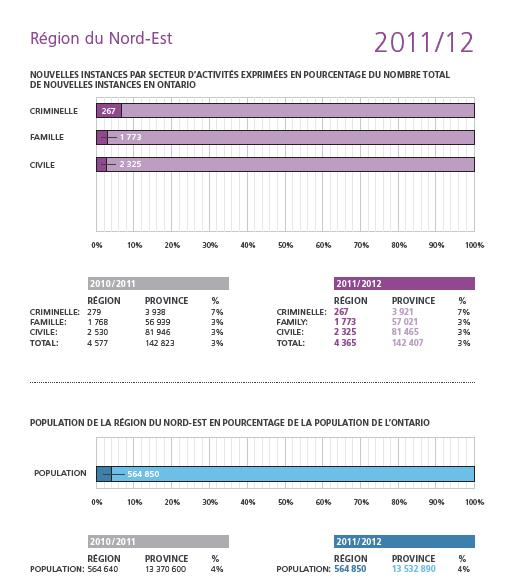 Région du Nord-Est
2011/12
NOUVELLES INSTANCES PAR SECTEUR D'ACTIVITÉS EXPRIMÉES EN POURCENTAGE DU NOMBRE TOTAL
DE NOUVELLES INSTANCES EN ONTARIO
CRIMINELLE 267
FAMILLE 1 773
CIVILE 2 325
0% 10% 20% 30% 40% 50% 60% 70% 80% 90% 100%
2010/2011
RÉGION PROVINCE %
CRIMINELLE: 279 3 938 7%
FAMILLE: 1 768 56 939 3%
CIVILE: 2 530 81 946 3%
TOTAL: 4 577 142 823 3%
2011/2012
RÉGION PROVINCE %
CRIMINELLE: 267 3 921 7%
FAMILY: 1 773 57 021 3%
CIVILE: 2 325 81 465 3%
TOTAL: 4 365 142 407 3%
POPULATION DE LA RÉGION DU NORD-EST EN POURCENTAGE DE LA POPULATION DE L'ONTARIO
POPULATION 564 850
0% 10% 20% 30% 40% 50% 60% 70% 80% 90% 100%
2010/2011
RÉGION PROVINCE %
POPULATION: 564 640 13 370 600 4%
2011/2012
RÉGION PROVINCE %
POPULATION: 564 850 13 532 890 4%